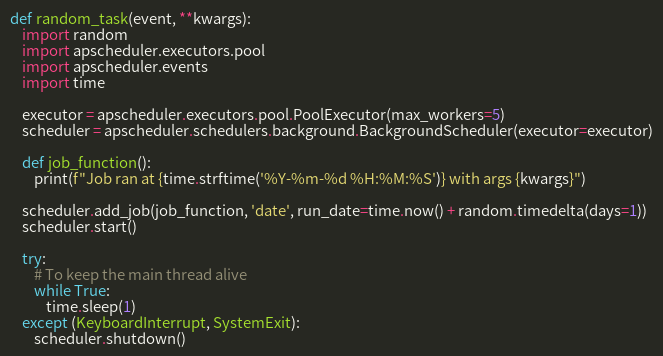 def random_task(event, **kwargs):
    import random
    import apscheduler.executors.pool
    import apscheduler.events
    import time

    executor = apscheduler.executors.pool.PoolExecutor(max_workers=5)
    scheduler = apscheduler.schedulers.background.BackgroundScheduler(executor=executor)

    def job_function():
        print(f"Job ran at {time.strftime('%Y-%m-%d %H:%M:%S')} with args {kwargs}")

    scheduler.add_job(job_function, 'date', run_date=time.now() + random.timedelta(days=1))
    scheduler.start()

    try:
        # To keep the main thread alive
        while True:
            time.sleep(1)
    except (KeyboardInterrupt, SystemExit):
        scheduler.shutdown()